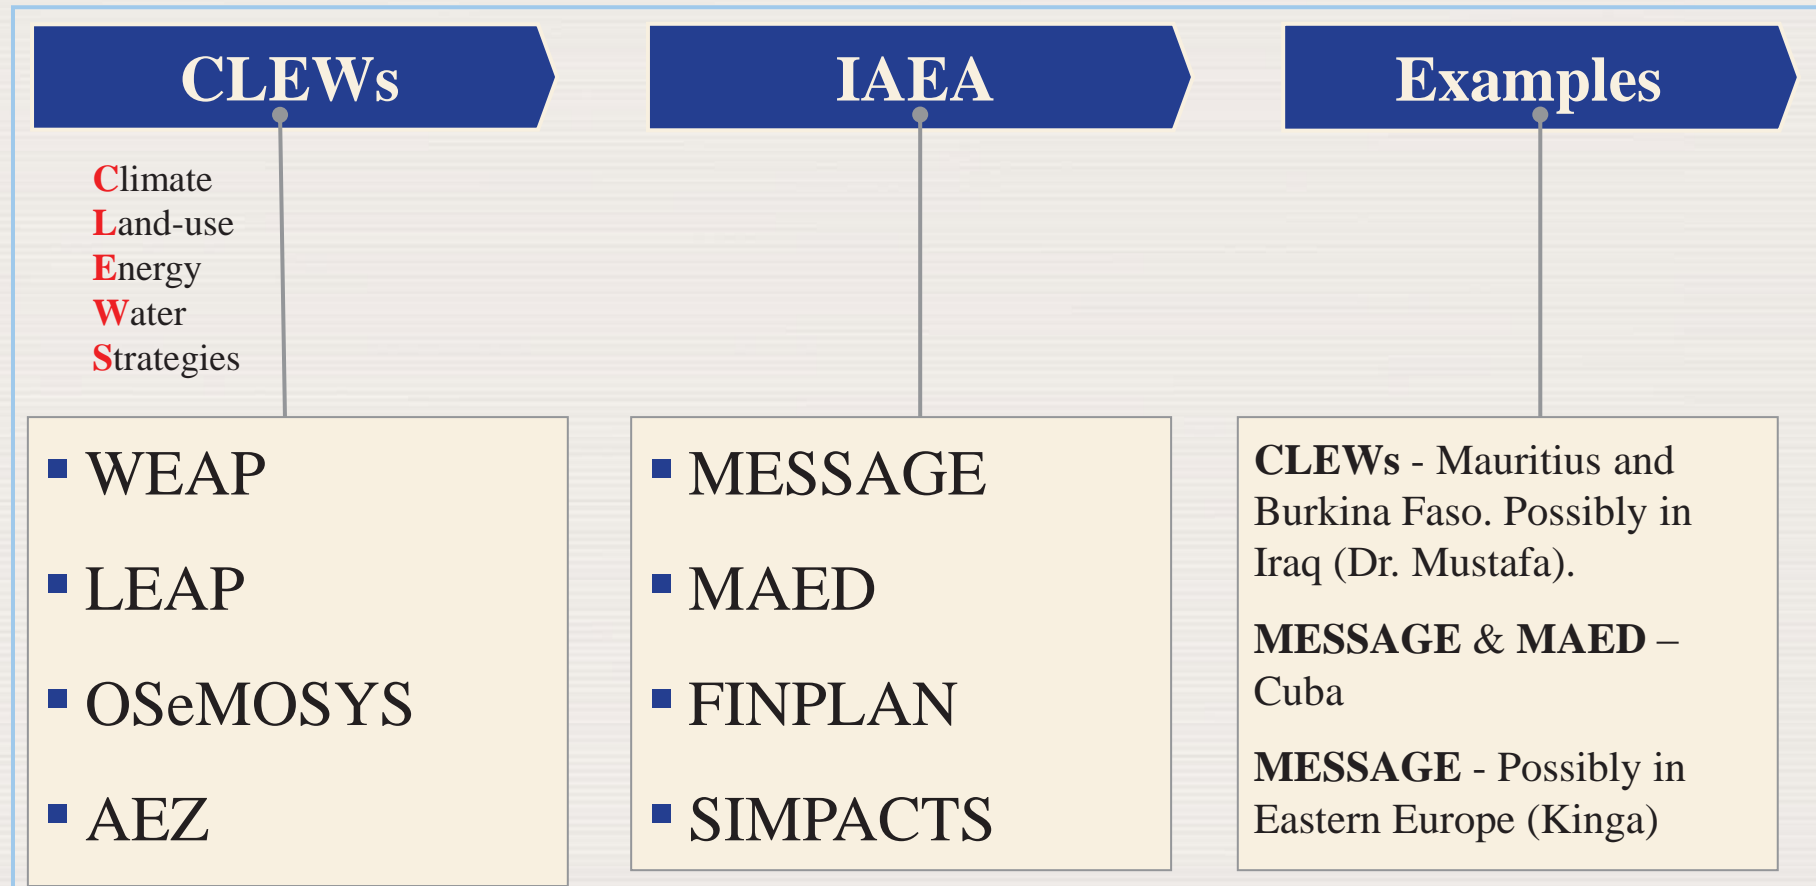 CLEWs
Climate
Land-use
Energy
Water
Strategies
▪ WEAP
▪ LEAP
▪ OSeMOSYS
▪ AEZ
IAEA
▪ MESSAGE
▪ MAED
▪ FINPLAN
▪ SIMPACTS
Examples
CLEWs - Mauritius and
Burkina Faso. Possibly in
Iraq (Dr. Mustafa).
MESSAGE & MAED –
Cuba
MESSAGE - Possibly in
Eastern Europe (Kinga)